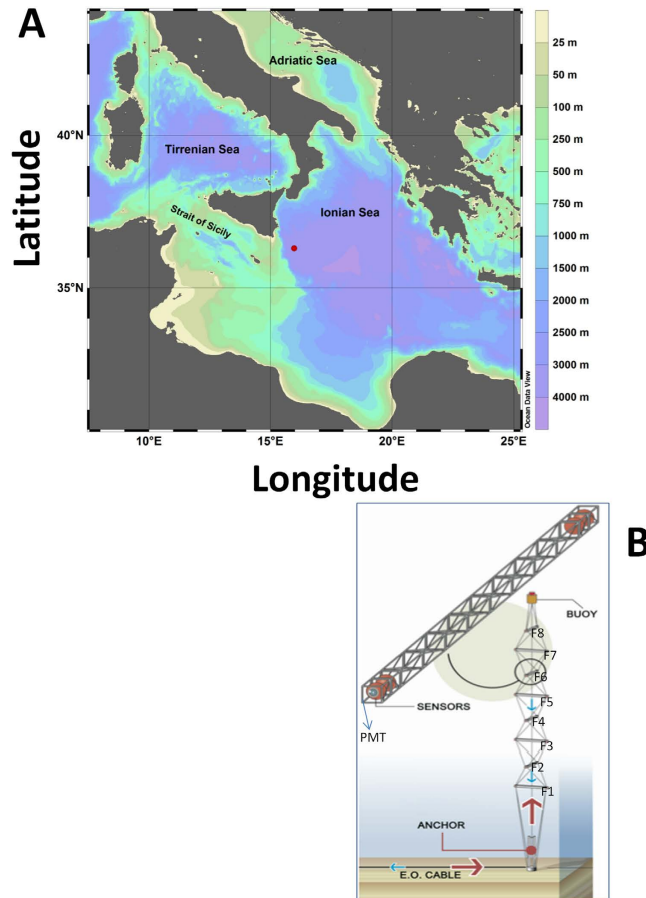 A
Adriatic Sea
40°N
Tirrenian Sea
Strait of Sicily
Ionian Sea
35°N
10°E
15°E
20°E
25°E
Latitude
Longitude
Ocean Data View
25 m
50 m
100 m
250 m
500 m
750 m
1000 m
1500 m
2000 m
2500 m
3000 m
4000 m
B
BUOY
F8
F7
F6
F5
F4
F3
F2
F1
SENSORS
PMT
ANCHOR
E.O. CABLE